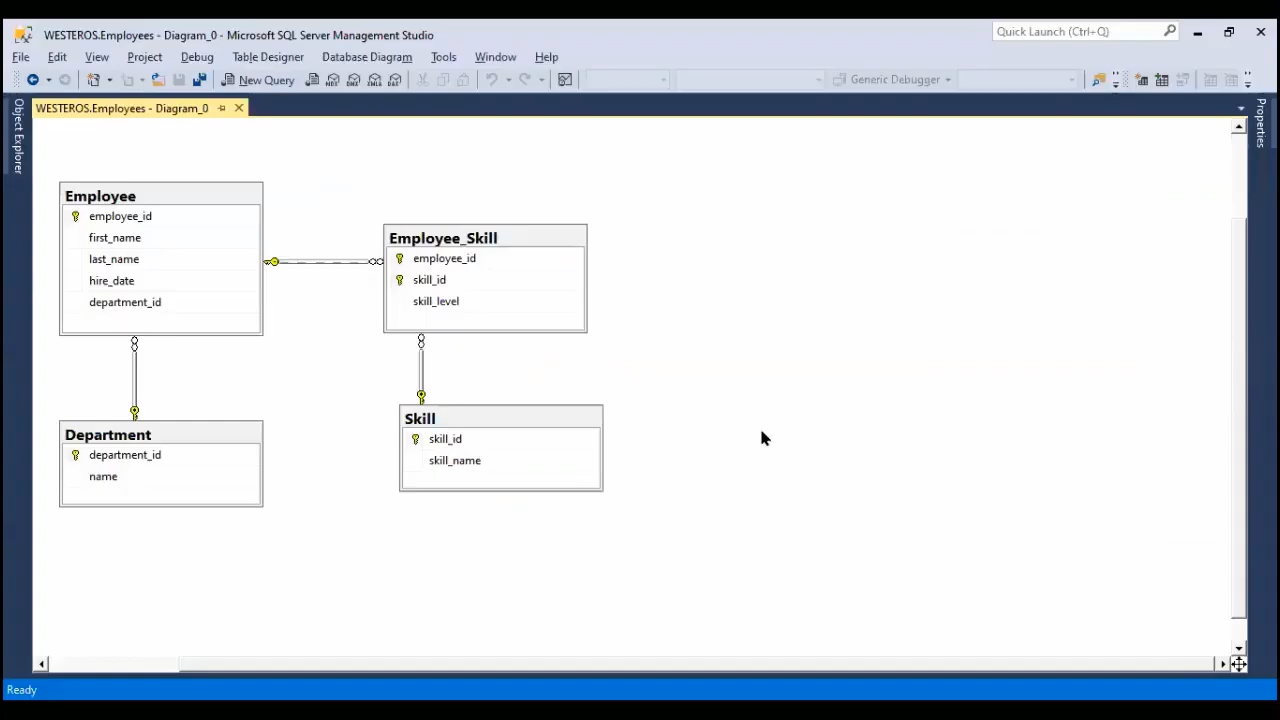 WESTEROS.Employees - Diagram_0 - Microsoft SQL Server Management Studio
Quick Launch (Ctrl+Q)
File Edit View Project Debug Table Designer Database Diagram Tools Window Help
New Query
Generic Debugger
WESTEROS.Employees - Diagram_0
Object Explorer
Properties
Employee
employee_id
first_name
last_name
hire_date
department_id
Employee_Skill
employee_id
skill_id
skill_level
Department
department_id
name
Skill
skill_id
skill_name
Ready